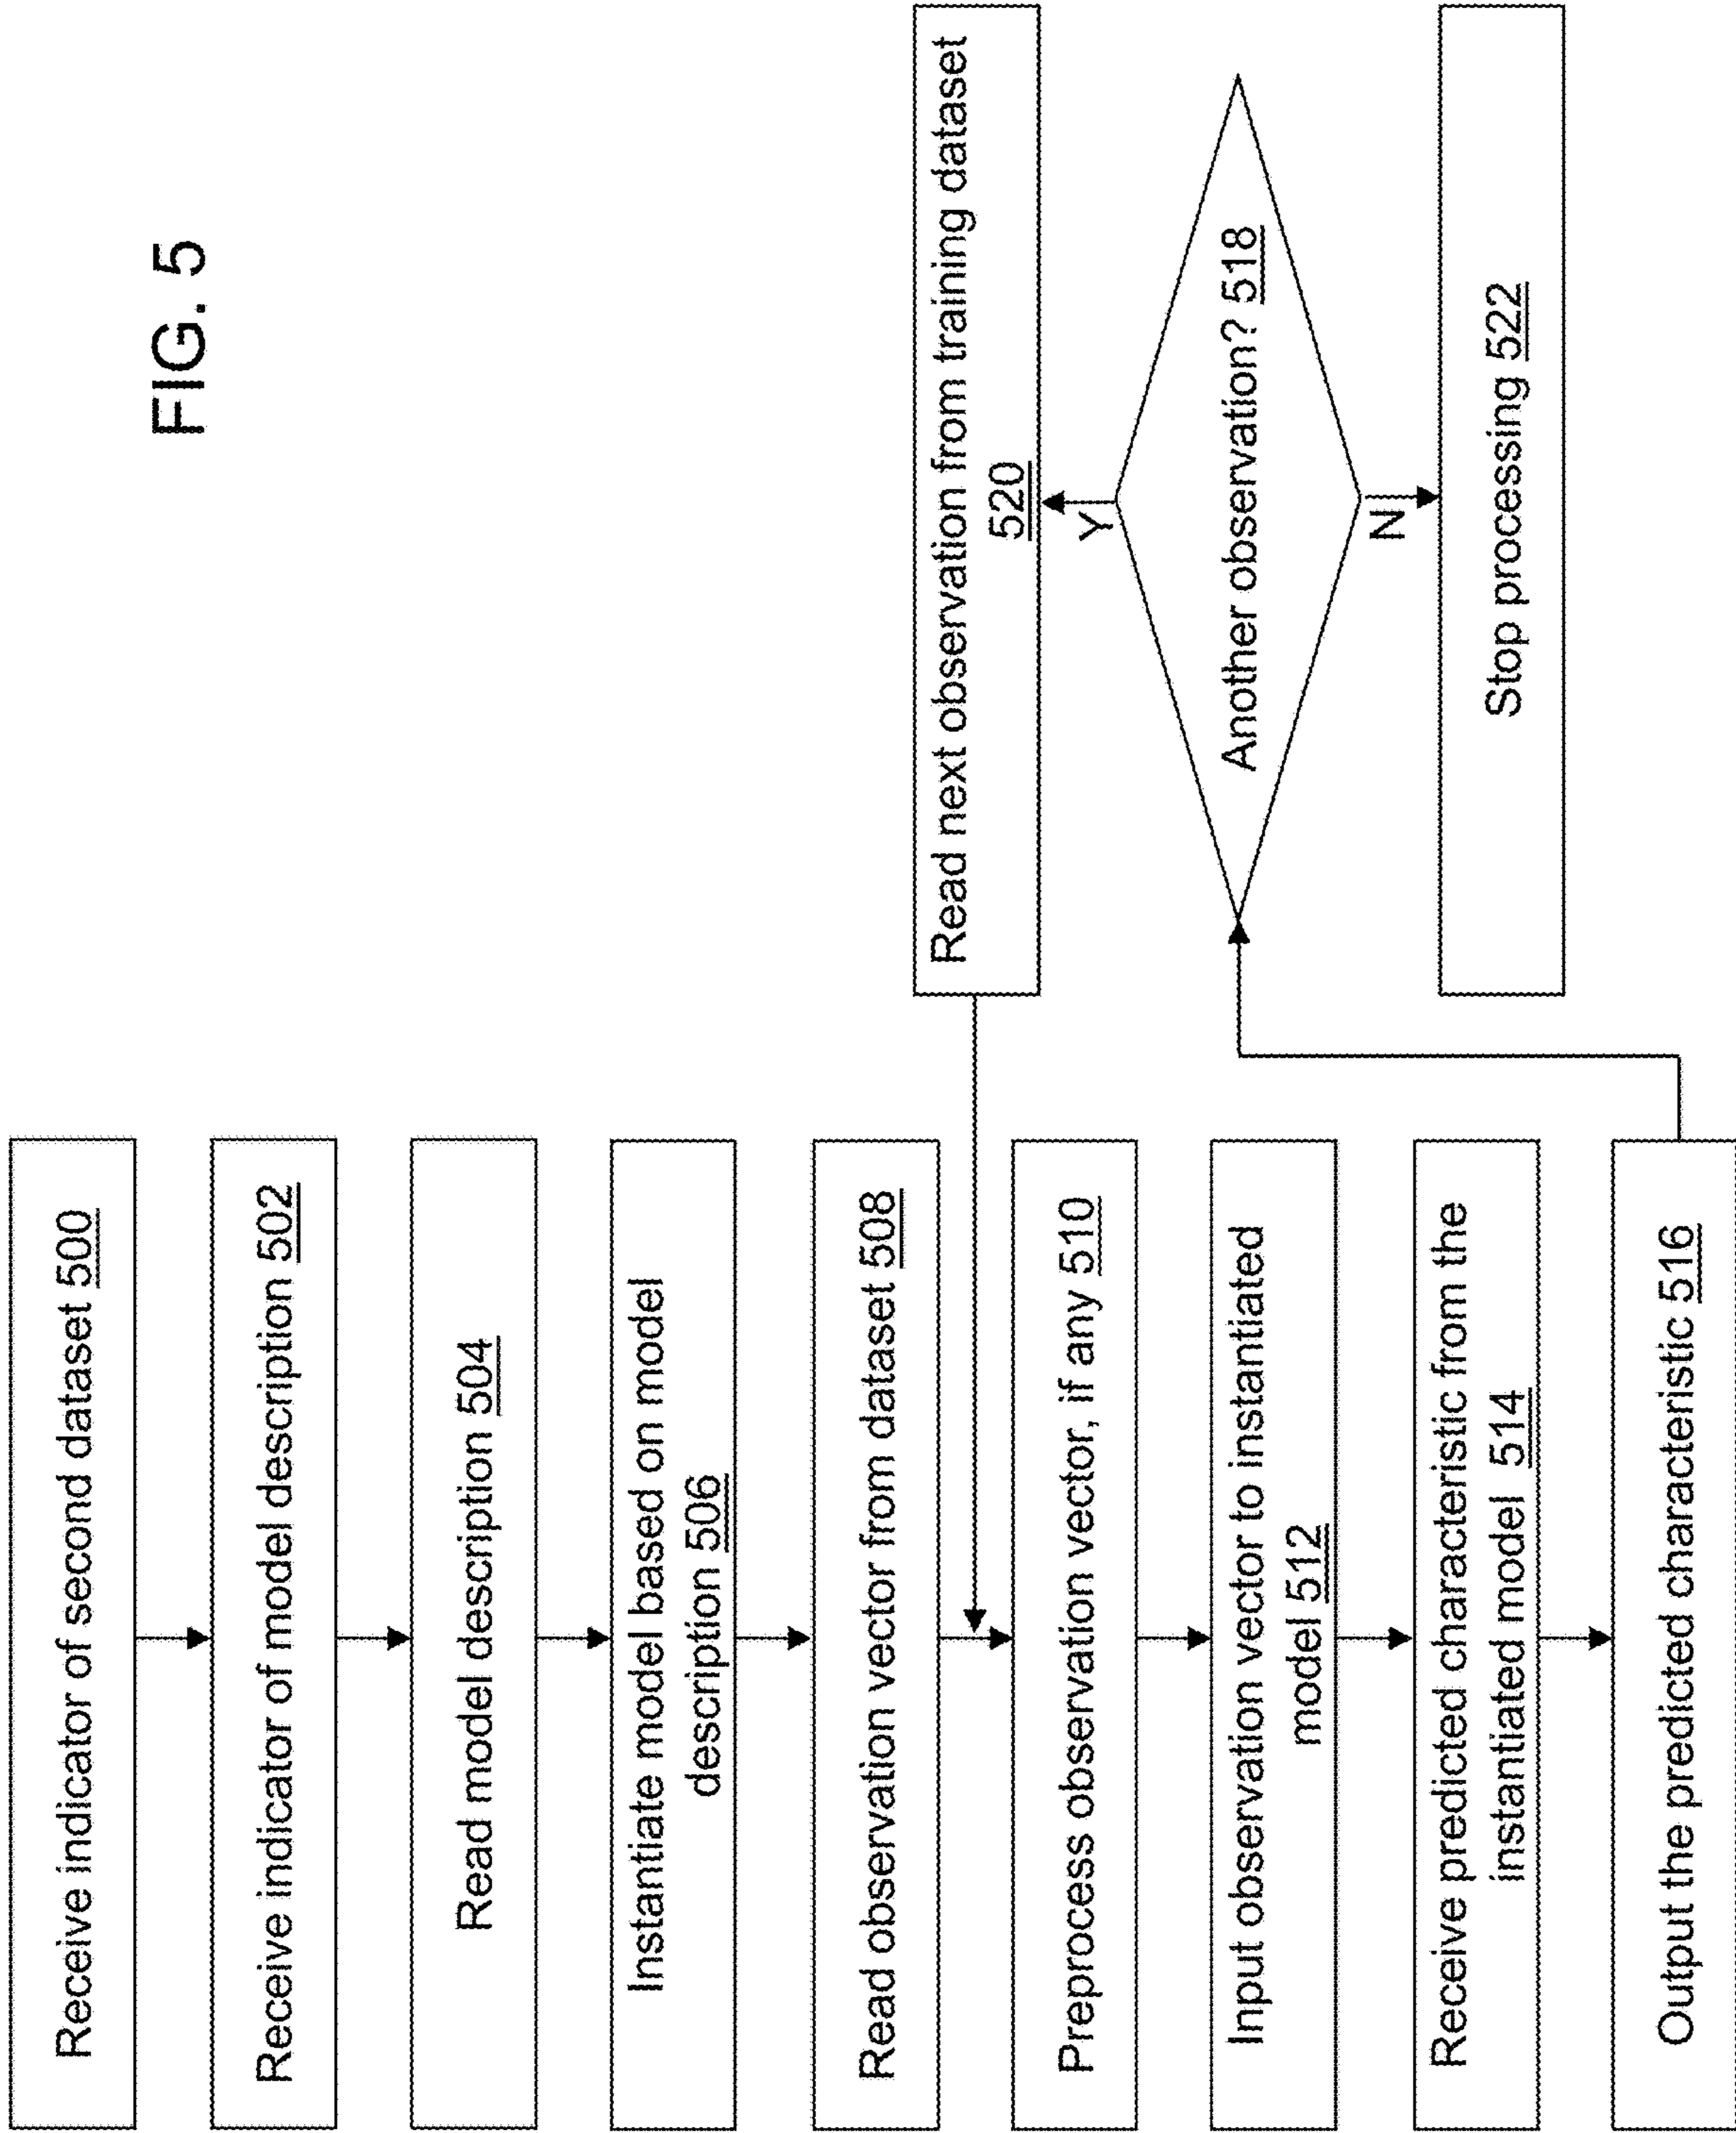 FIG. 5
Receive indicator of second dataset 500
Receive indicator of model description 502
Read model description 504
Instantiate model based on model
description 506
Read observation vector from dataset 508
Preprocess observation vector, if any 510
Input observation vector to instantiated
model 512
Receive predicted characteristic from the
instantiated model 514
Output the predicted characteristic 516
Read next observation from training dataset
520
Y
Another observation? 518
N
Stop processing 522